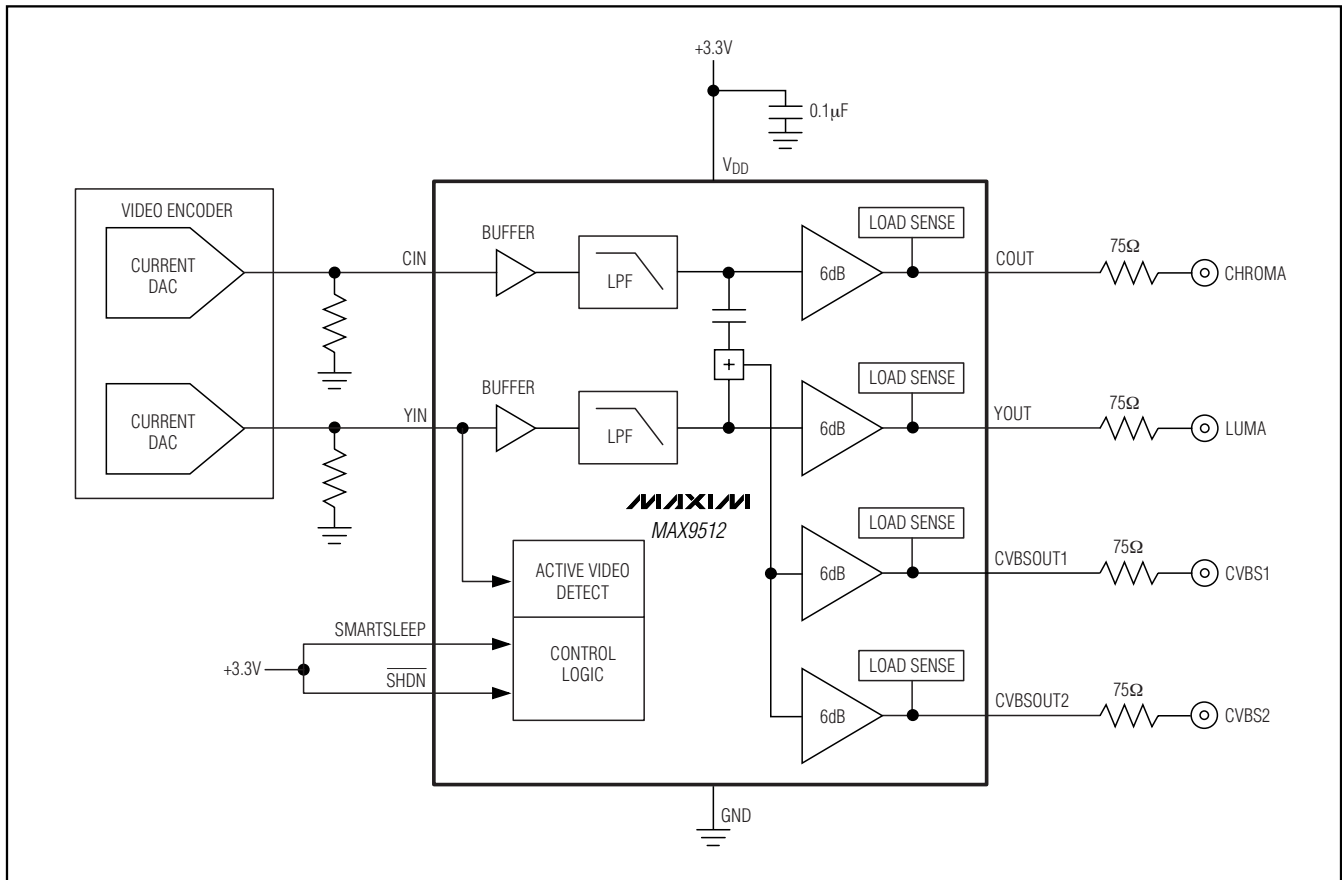 +3.3V
0.1µF
VDD
VIDEO ENCODER
CURRENT
DAC
CIN
BUFFER
LPF
6dB
LOAD SENSE
COUT
75Ω
CHROMA
+
CURRENT
DAC
YIN
BUFFER
LPF
6dB
LOAD SENSE
YOUT
75Ω
LUMA
MAXIM
MAX9512
ACTIVE VIDEO
DETECT
CONTROL
LOGIC
SMARTSLEEP
+3.3V
SHDN
6dB
LOAD SENSE
CVBSOUT1
75Ω
CVBS1
6dB
LOAD SENSE
CVBSOUT2
75Ω
CVBS2
GND